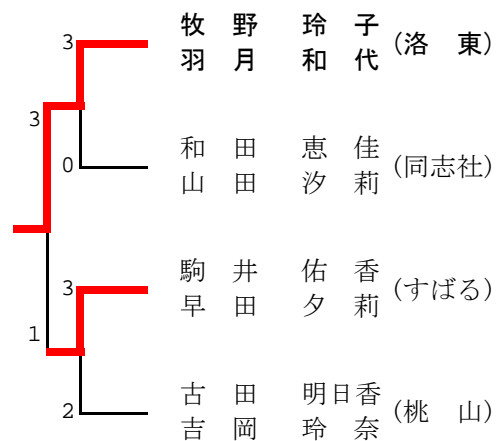 牧 野 玲 子
3 (洛 東)
羽 月 和 代
3
和 田 恵 佳
0 (同志社)
山 田 汐 莉
駒 井 佑 香
3 (すばる)
早 田 夕 莉
1
古 田 明日香
2 (桃 山)
吉 岡 玲 奈